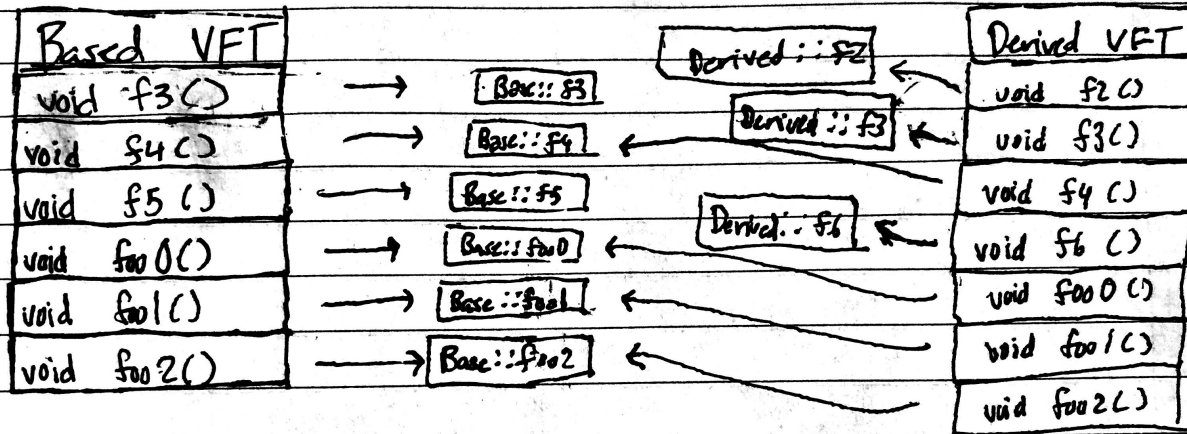 Based VFT
void f3()
void f4()
void f5()
void foo0()
void foo1()
void foo2()
Base::f3
Base::f4
Base::f5
Base::foo0
Base::foo1
Base::foo2
Derived::f2
Derived::f3
Derived::f6
Derived VFT
void f2()
void f3()
void f4()
void f6()
void foo0()
void foo1()
void foo2()